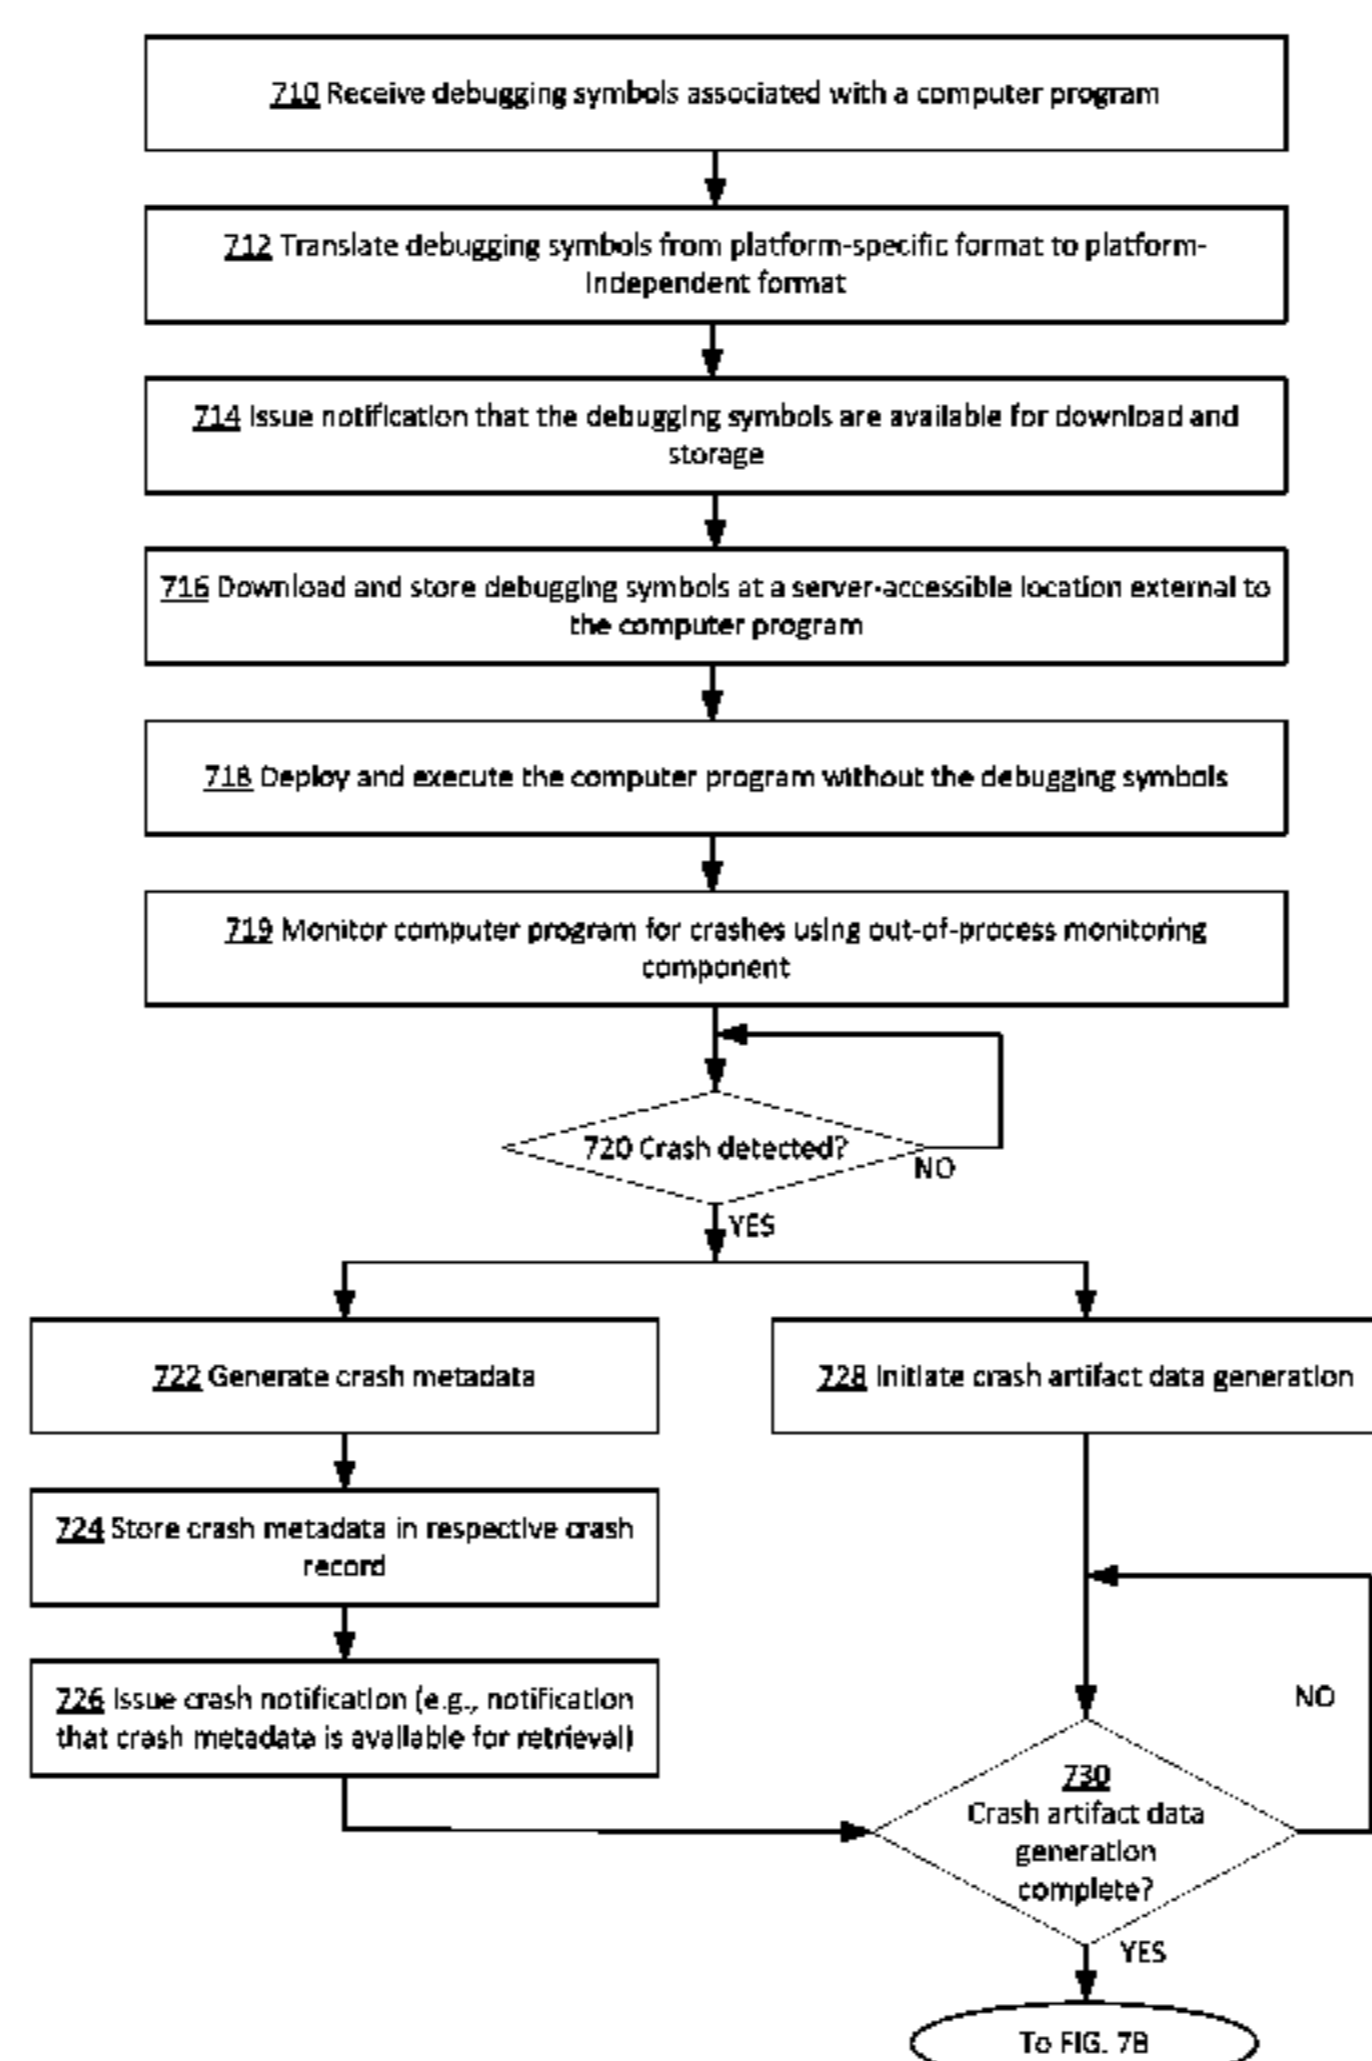 710 Receive debugging symbols associated with a computer program
712 Translate debugging symbols from platform-specific format to platform-
independent format
714 Issue notification that the debugging symbols are available for download and
storage
716 Download and store debugging symbols at a server-accessible location external to
the computer program
718 Deploy and execute the computer program without the debugging symbols
719 Monitor computer program for crashes using out-of-process monitoring
component
720 Crash detected?
NO
YES
722 Generate crash metadata
728 Initiate crash artifact data generation
724 Store crash metadata in respective crash
record
726 Issue crash notification (e.g., notification
that crash metadata is available for retrieval)
NO
730
Crash artifact data
generation
complete?
YES
To FIG. 7B